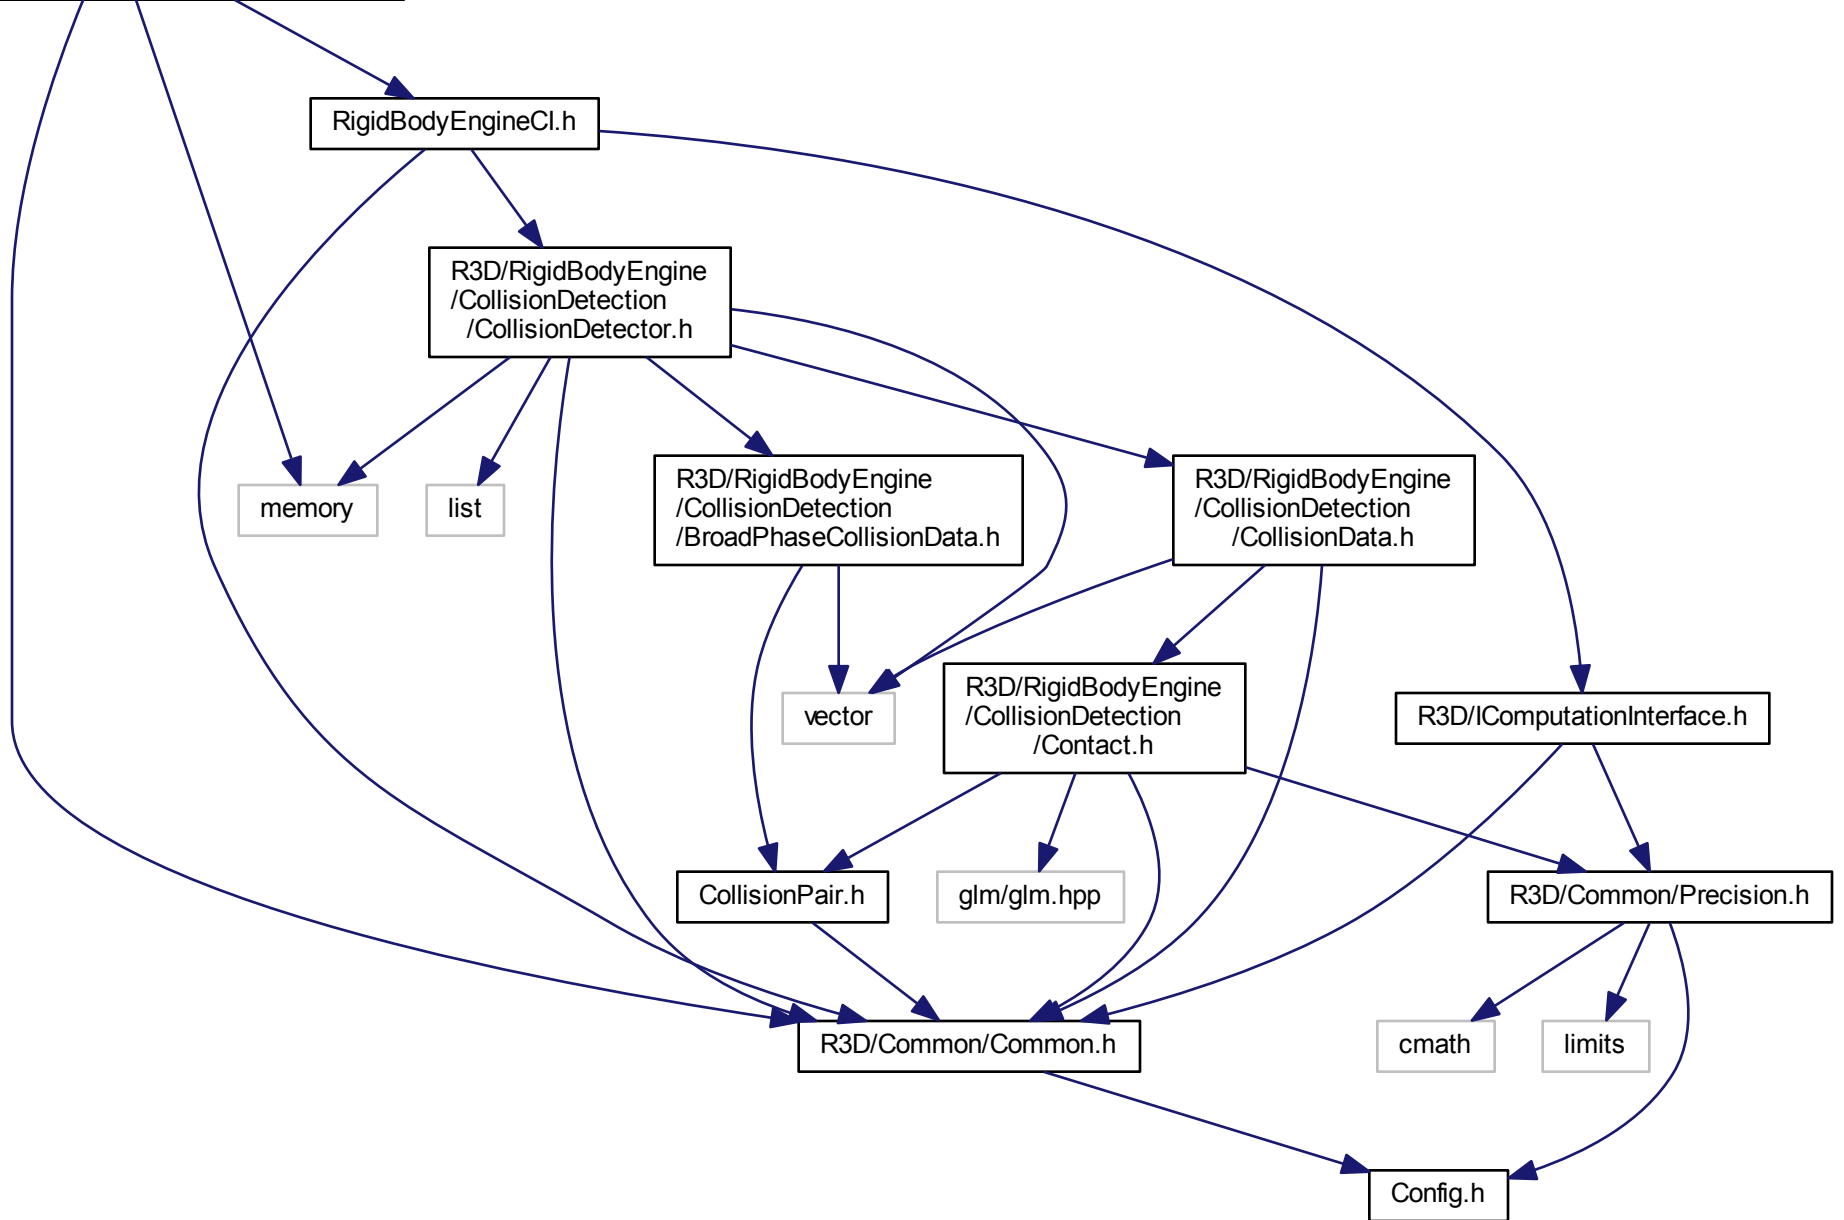 RigidBodyEngineCI.h
R3D/RigidBodyEngine
/CollisionDetection
/CollisionDetector.h
memory
list
R3D/RigidBodyEngine
/CollisionDetection
/BroadPhaseCollisionData.h
R3D/RigidBodyEngine
/CollisionDetection
/CollisionData.h
vector
R3D/RigidBodyEngine
/CollisionDetection
/Contact.h
R3D/IComputationInterface.h
CollisionPair.h
glm/glm.hpp
R3D/Common/Precision.h
R3D/Common/Common.h
cmath
limits
Config.h